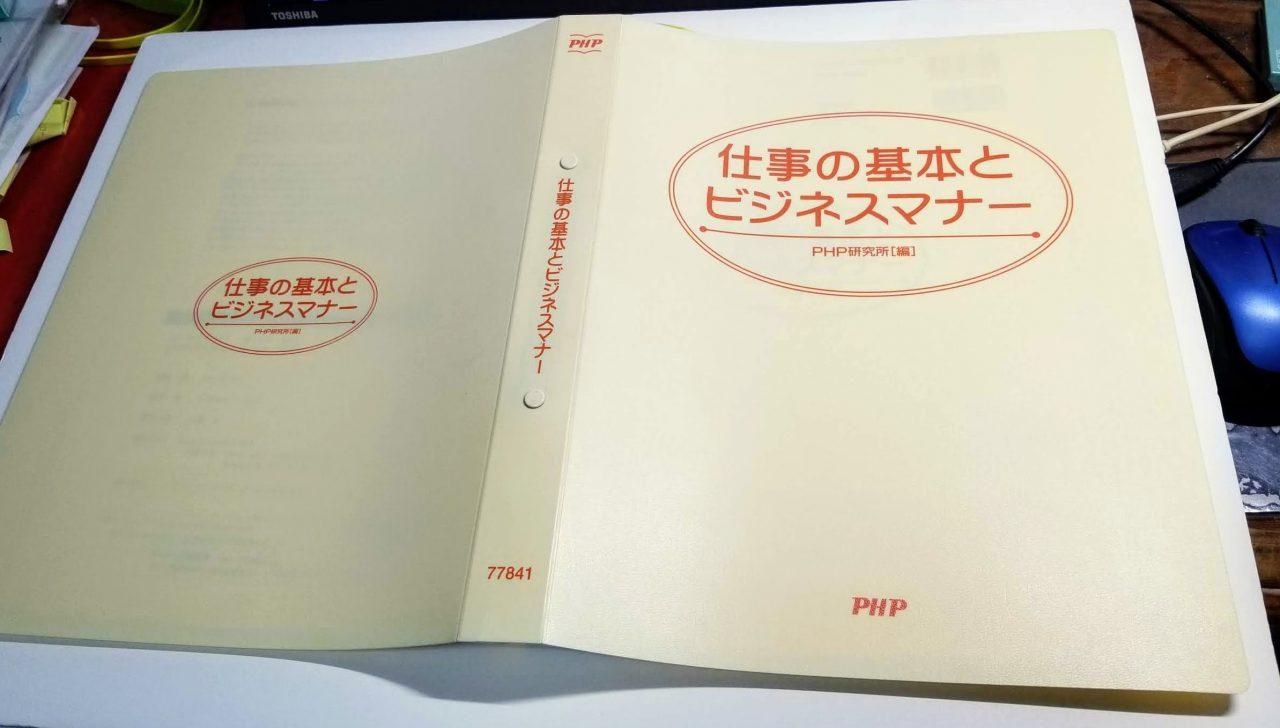 TOSHIBA
仕事の基本と
ビジネスマナー
PHP研究所[編]
PHP
仕事の基本とビジネスマナー
77841
仕事の基本と
ビジネスマナー
PHP研究所[編]
PHP